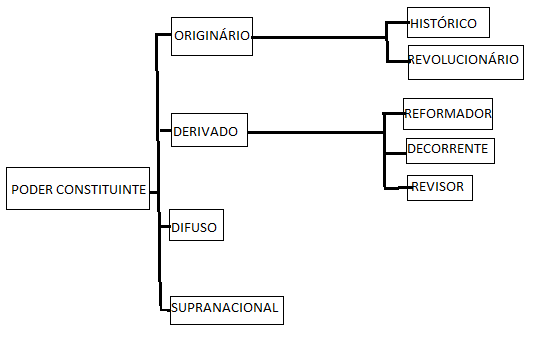 PODER CONSTITUINTE
ORIGINÁRIO
HISTÓRICO
REVOLUCIONÁRIO
DERIVADO
REFORMADOR
DECORRENTE
REVISOR
DIFUSO
SUPRANACIONAL